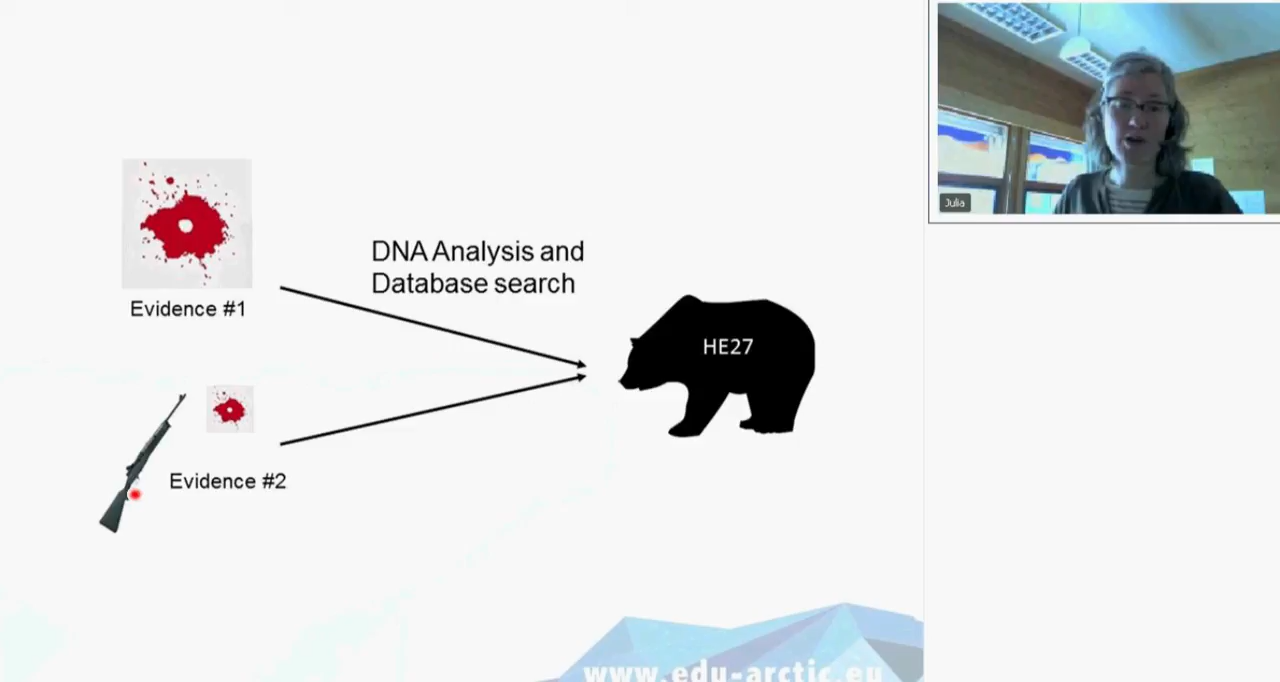 Evidence #1
DNA Analysis and
Database search
HE27
Evidence #2
www.edu-arctic.eu
Julia